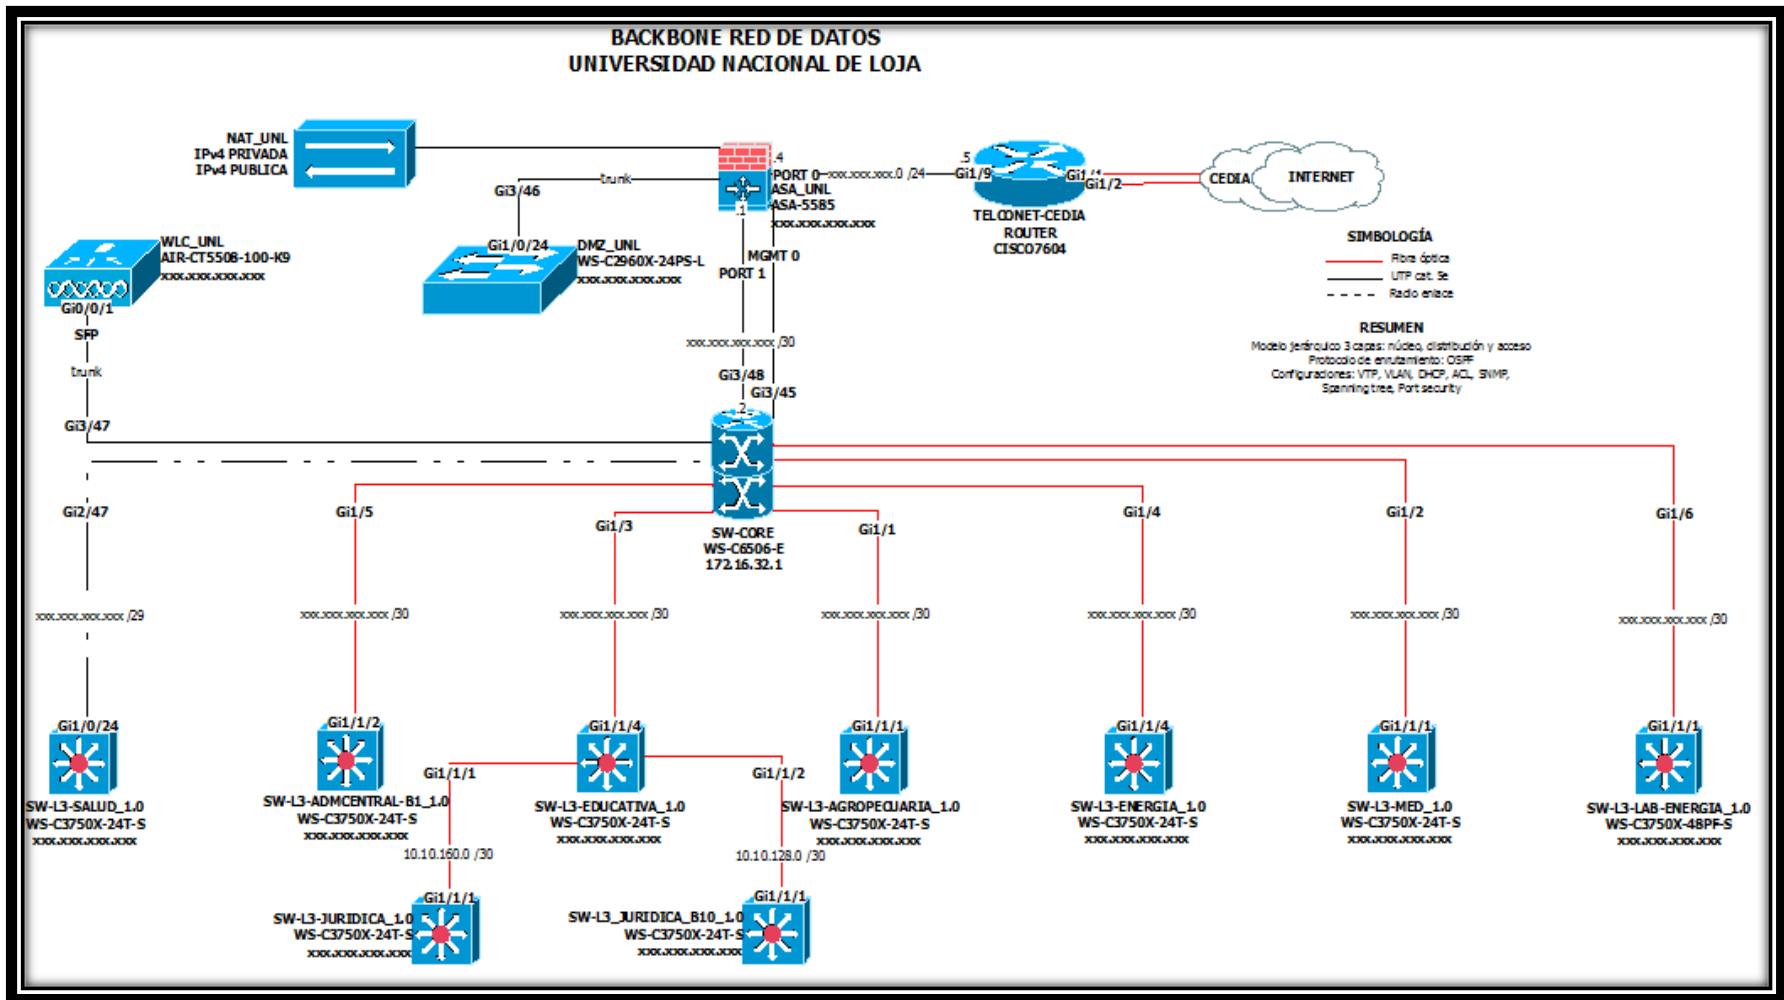 BACKBONE RED DE DATOS
UNIVERSIDAD NACIONAL DE LOJA
NAT_UNL
IPv4 PRIVADA
IPv4 PUBLICA
.4
PORT 0
xxx.xxx.xxx.0 /24
.5
Gi1/9
Gi1/1
Gi1/2
CEDIA
INTERNET
ASA_UNL
ASA-5585
xxx.xxx.xxx.xxx
.1
trunk
Gi3/46
TELCONET-CEDIA
ROUTER
CISCO7604
WLC_UNL
AIR-CT5508-100-K9
xxx.xxx.xxx.xxx
Gi0/0/1
SFP
trunk
Gi3/47
Gi1/0/24
DMZ_UNL
WS-C2960X-24PS-L
xxx.xxx.xxx.xxx
MGMT 0
PORT 1
xxx.xxx.xxx.xxx /30
Gi3/48
Gi3/45
.2
SIMBOLOGÍA
Fibra óptica
UTP cat. 5e
Radio enlace
RESUMEN
Modelo jerárquico 3 capas: núcleo, distribución y acceso
Protocolo de enrutamiento: OSPF
Configuraciones: VTP, VLAN, DHCP, ACL, SNMP,
Spanning tree, Port security
SW-CORE
WS-C6506-E
172.16.32.1
Gi2/47
Gi1/5
Gi1/3
Gi1/1
Gi1/4
Gi1/2
Gi1/6
xxx.xxx.xxx.xxx /29
xxx.xxx.xxx.xxx /30
xxx.xxx.xxx.xxx /30
xxx.xxx.xxx.xxx /30
xxx.xxx.xxx.xxx /30
xxx.xxx.xxx.xxx /30
xxx.xxx.xxx.xxx /30
Gi1/0/24
Gi1/1/2
Gi1/1/4
Gi1/1/1
Gi1/1/4
Gi1/1/1
Gi1/1/1
SW-L3-SALUD_1.0
WS-C3750X-24T-S
xxx.xxx.xxx.xxx
SW-L3-ADMCENTRAL-B1_1.0
WS-C3750X-24T-S
xxx.xxx.xxx.xxx
SW-L3-EDUCATIVA_1.0
WS-C3750X-24T-S
xxx.xxx.xxx.xxx
SW-L3-AGROPECUARIA_1.0
WS-C3750X-24T-S
xxx.xxx.xxx.xxx
SW-L3-ENERGIA_1.0
WS-C3750X-24T-S
xxx.xxx.xxx.xxx
SW-L3-MED_1.0
WS-C3750X-24T-S
xxx.xxx.xxx.xxx
SW-L3-LAB-ENERGIA_1.0
WS-C3750X-48PF-S
xxx.xxx.xxx.xxx
Gi1/1/1
Gi1/1/2
10.10.160.0 /30
10.10.128.0 /30
Gi1/1/1
SW-L3-JURIDICA_1.0
WS-C3750X-24T-S
xxx.xxx.xxx.xxx
Gi1/1/1
SW-L3_JURIDICA_B10_1.0
WS-C3750X-24T-S
xxx.xxx.xxx.xxx